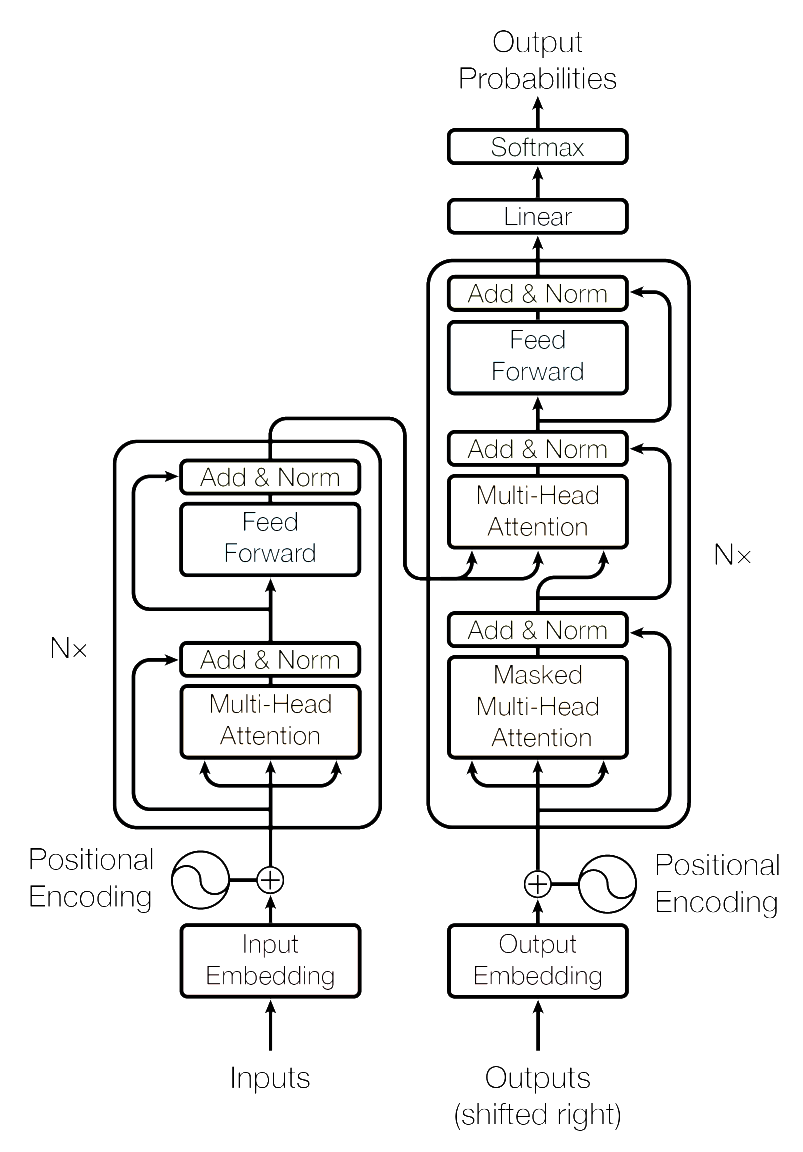 Output
Probabilities
Softmax
Linear
Add & Norm
Feed
Forward
Add & Norm
Multi-Head
Attention
Add & Norm
Masked
Multi-Head
Attention
Nx
Add & Norm
Feed
Forward
Add & Norm
Multi-Head
Attention
Nx
Positional
Encoding
Positional
Encoding
Input
Embedding
Output
Embedding
Inputs
Outputs
(shifted right)